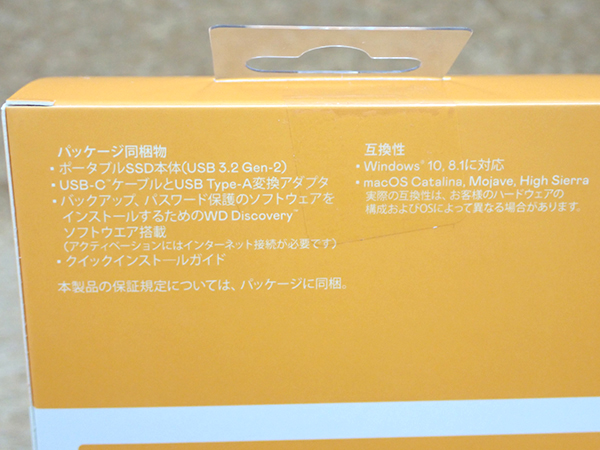 パッケージ同梱物
・ポータブルSSD本体(USB 3.2 Gen-2)
・USB-C™ケーブルとUSB Type-A変換アダプタ
・バックアップ、パスワード保護のソフトウェアを
インストールするためのWD Discovery™
ソフトウエア搭載
(アクティベーションにはインターネット接続が必要です)
・クイックインストールガイド
本製品の保証規定については、パッケージに同梱。
互換性
・Windows® 10, 8.1に対応
・macOS Catalina, Mojave, High Sierra
実際の互換性は、お客様のハードウェアの
構成およびOSによって異なる場合があります。